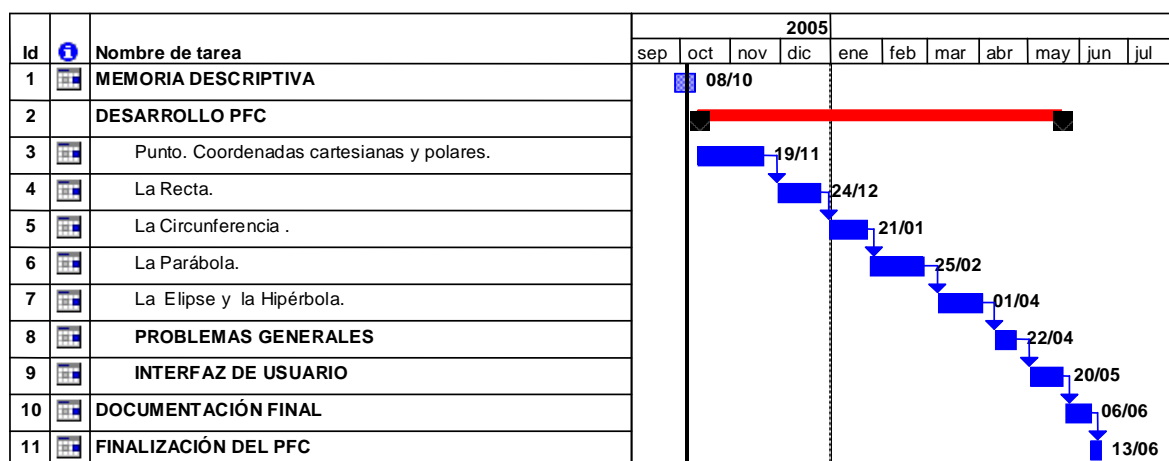 2005
Id Nombre de tarea sep oct nov dic ene feb mar abr may jun jul
1 MEMORIA DESCRIPTIVA 08/10
2 DESARROLLO PFC
3 Punto. Coordenadas cartesianas y polares. 19/11
4 La Recta. 24/12
5 La Circunferencia . 21/01
6 La Parábola. 25/02
7 La Elipse y la Hipérbola. 01/04
8 PROBLEMAS GENERALES 22/04
9 INTERFAZ DE USUARIO 20/05
10 DOCUMENTACIÓN FINAL 06/06
11 FINALIZACIÓN DEL PFC 13/06